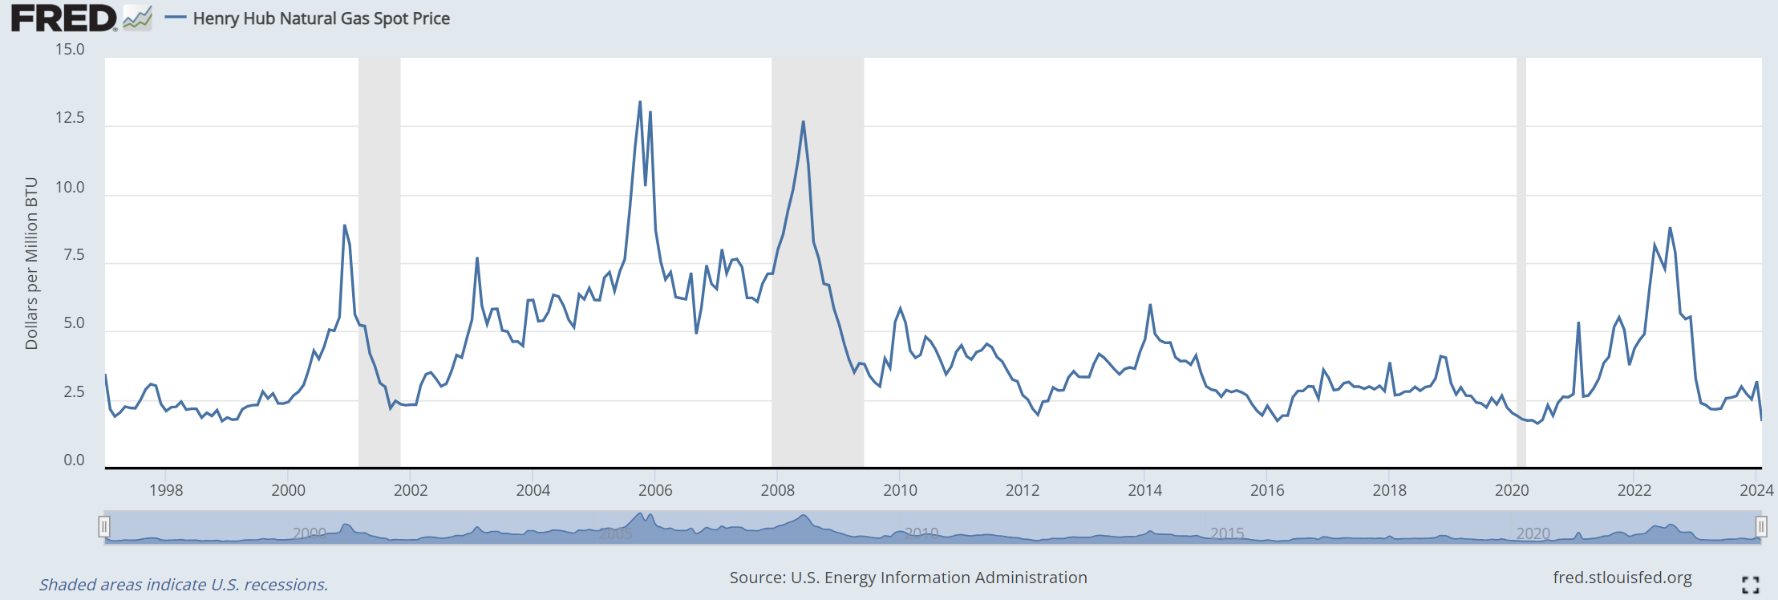 FRED
Henry Hub Natural Gas Spot Price
15.0
12.5
10.0
7.5
5.0
2.5
0.0
Dollars per Million BTU
1998 2000 2002 2004 2006 2008 2010 2012 2014 2016 2018 2020 2022 2024
2000 2005 2010 2015 2020
Shaded areas indicate U.S. recessions.
Source: U.S. Energy Information Administration
fred.stlouisfed.org